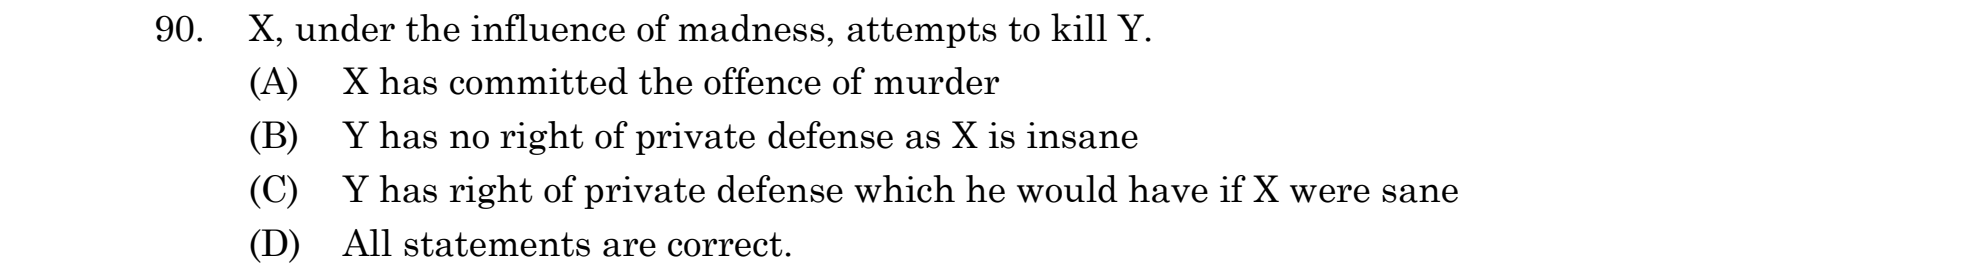 90. X, under the influence of madness, attempts to kill Y.
(A) X has committed the offence of murder
(B) Y has no right of private defense as X is insane
(C) Y has right of private defense which he would have if X were sane
(D) All statements are correct.